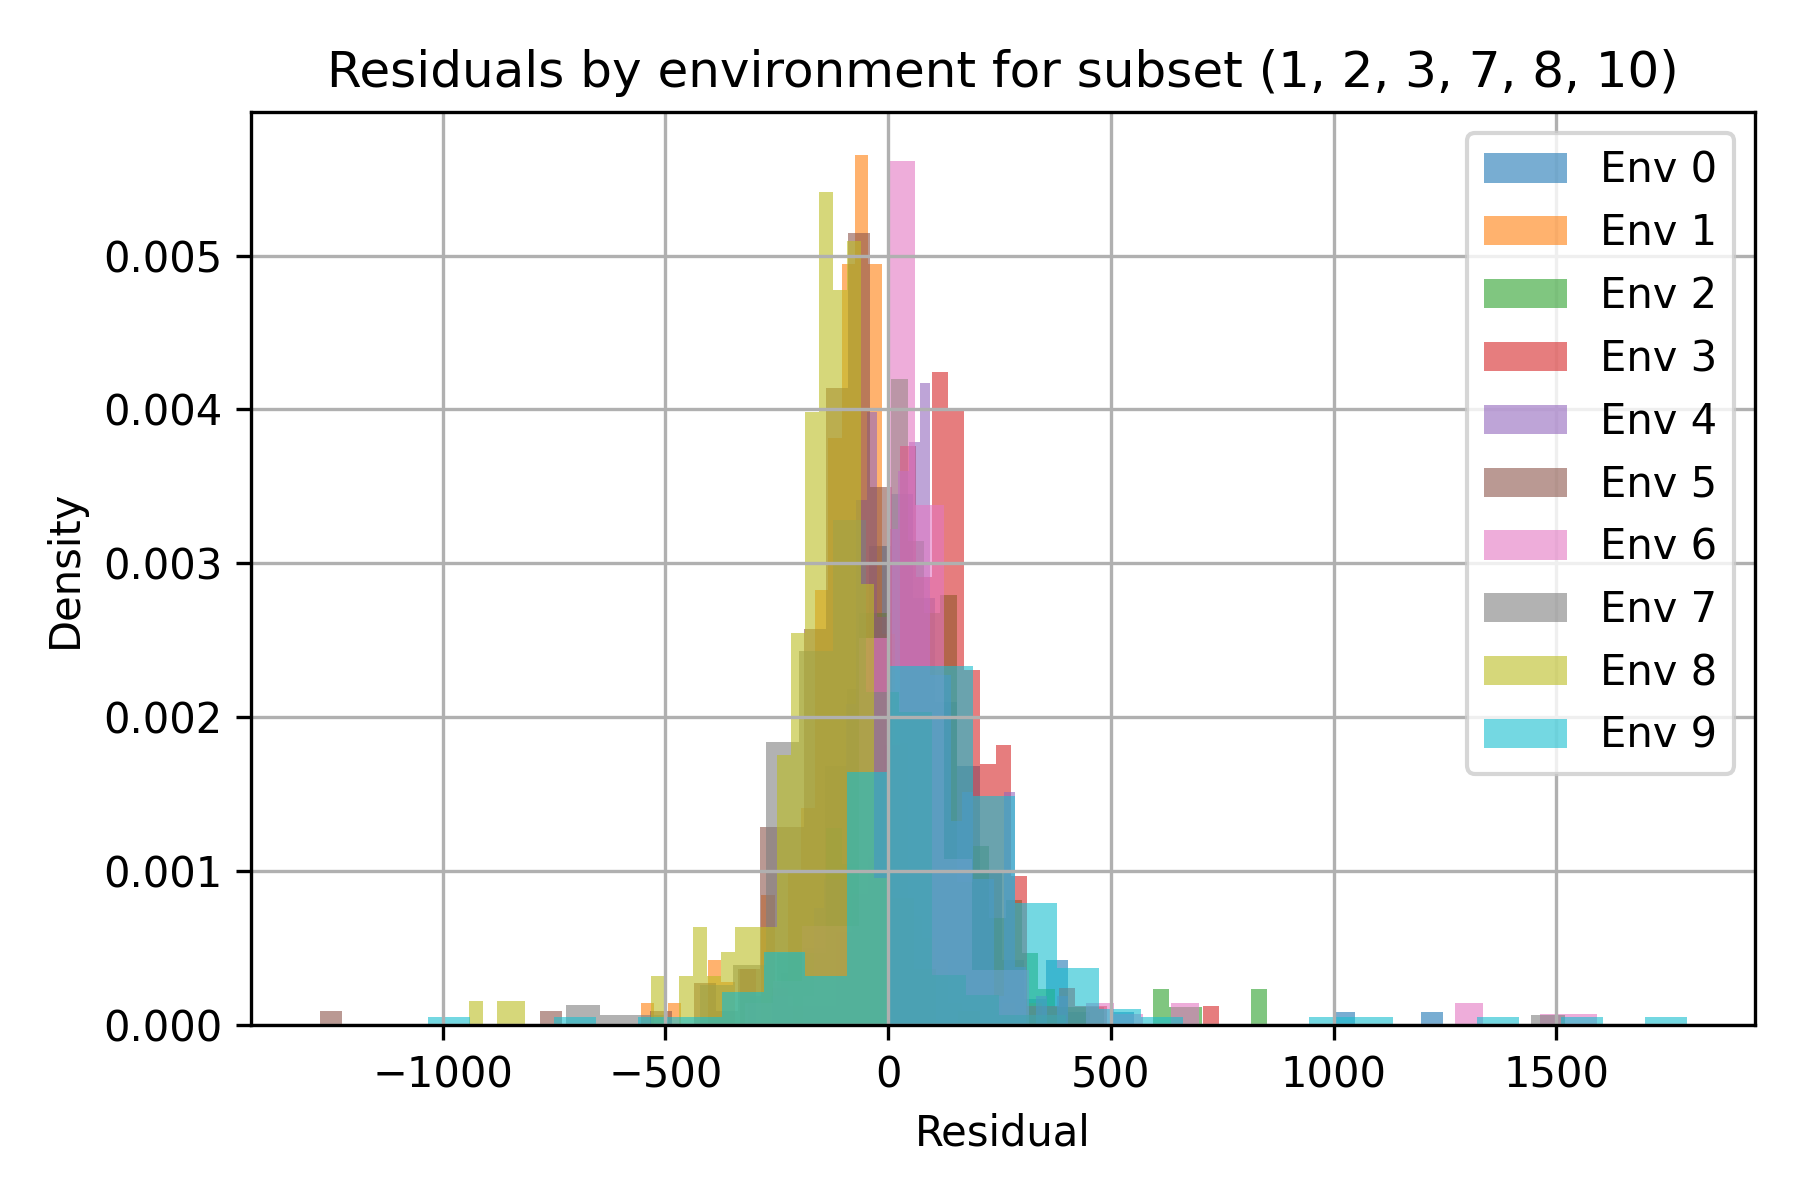 Residuals by environment for subset (1, 2, 3, 7, 8, 10)
Env 0
Env 1
Env 2
Env 3
Env 4
Env 5
Env 6
Env 7
Env 8
Env 9
Density
0.005
0.004
0.003
0.002
0.001
0.000
−1000 −500 0 500 1000 1500
Residual